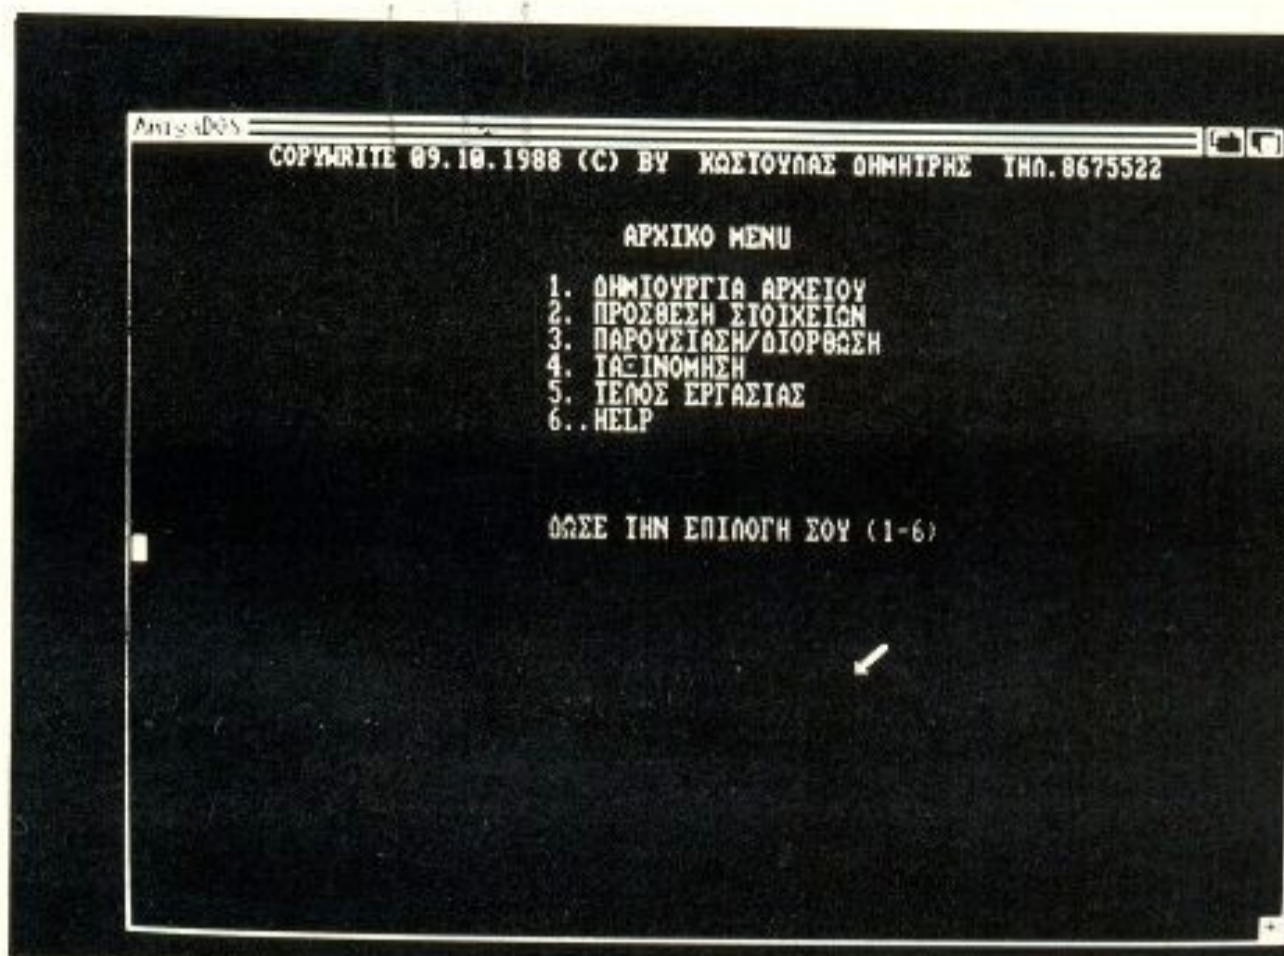 AmigaDOS
COPYWRITE 09.10.1988 (C) BY ΚΩΣΤΟΥΛΑΣ ΔΗΜΗΤΡΗΣ ΤΗΛ.8675522
ΑΡΧΙΚΟ MENU
1. ΔΗΜΙΟΥΡΓΙΑ ΑΡΧΕΙΟΥ
2. ΠΡΟΣΘΕΣΗ ΣΤΟΙΧΕΙΩΝ
3. ΠΑΡΟΥΣΙΑΣΗ/ΔΙΟΡΘΩΣΗ
4. ΤΑΞΙΝΟΜΗΣΗ
5. ΤΕΛΟΣ ΕΡΓΑΣΙΑΣ
6..HELP
ΔΩΣΕ ΤΗΝ ΕΠΙΛΟΓΗ ΣΟΥ (1-6)